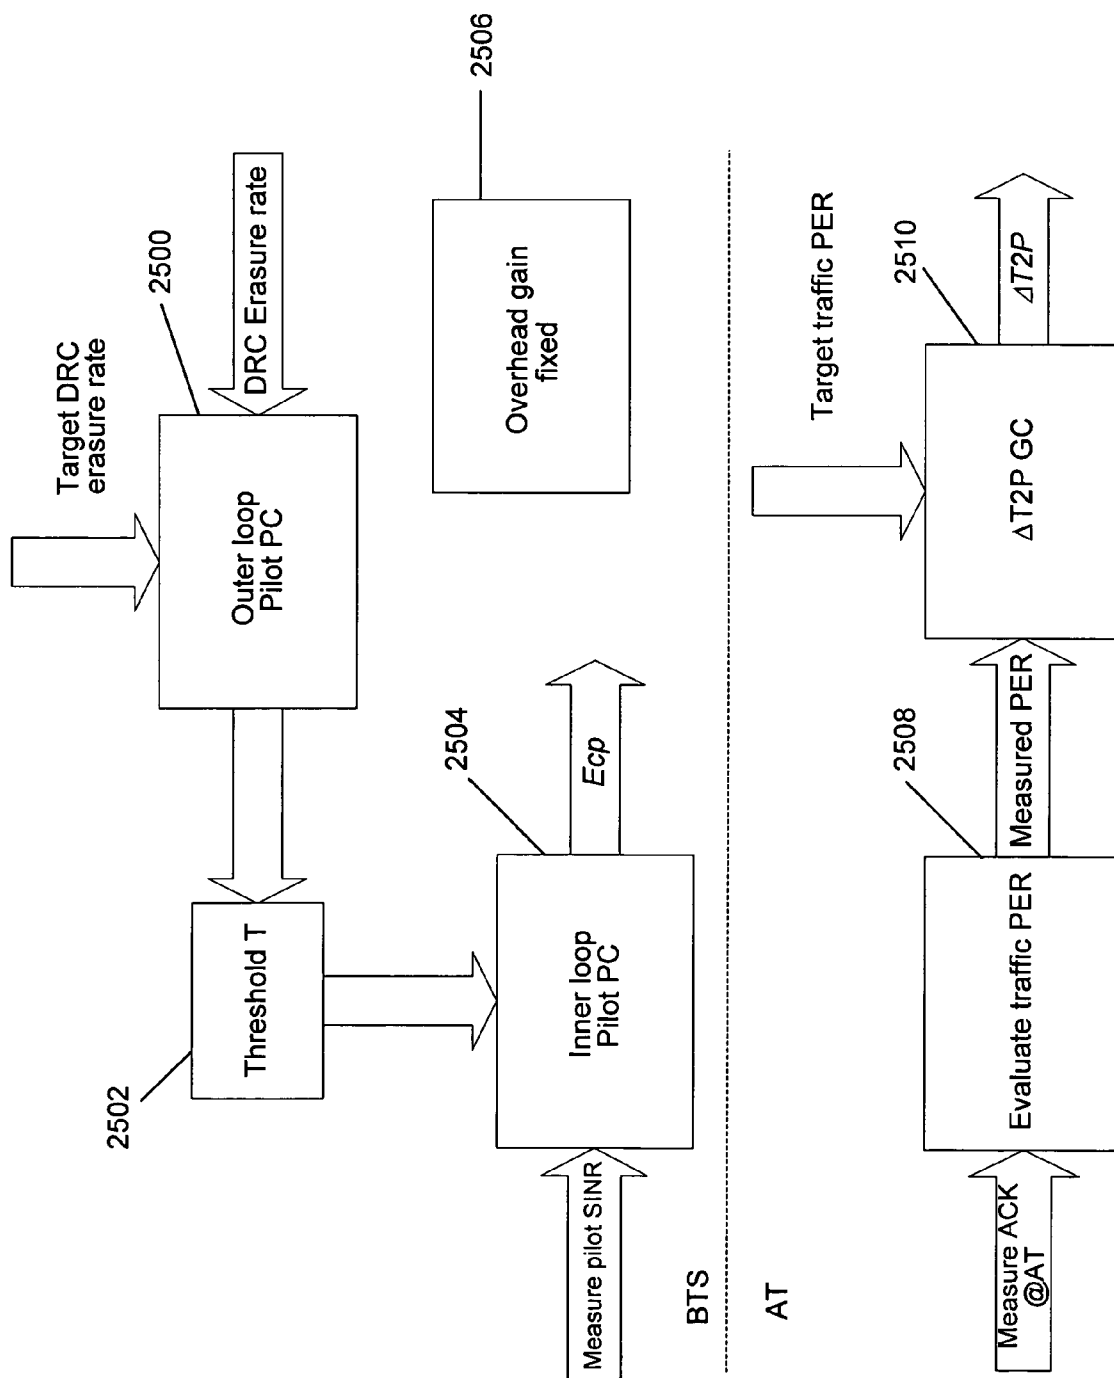 Target DRC
erasure rate
2500
DRC Erasure rate
Outer loop
Pilot PC
2506
Overhead gain
fixed
2502
Threshold T
2504
Inner loop
Pilot PC
Measure pilot SINR
Ecp
BTS
AT
Target traffic PER
2510
ΔT2P GC
ΔT2P
2508
Measured PER
Evaluate traffic PER
Measure ACK
@AT